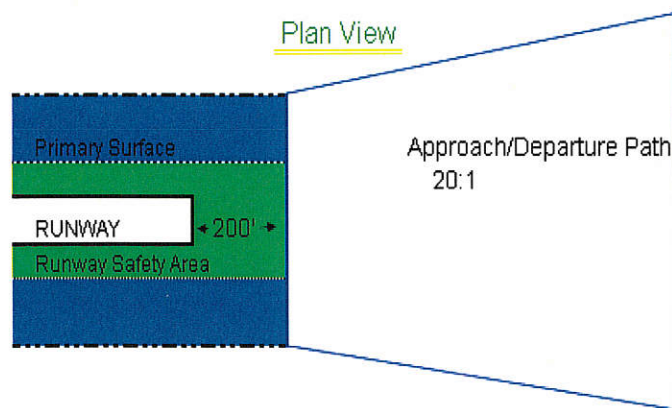 Plan View
Primary Surface
Approach/Departure Path
20:1
RUNWAY
200'
Runway Safety Area